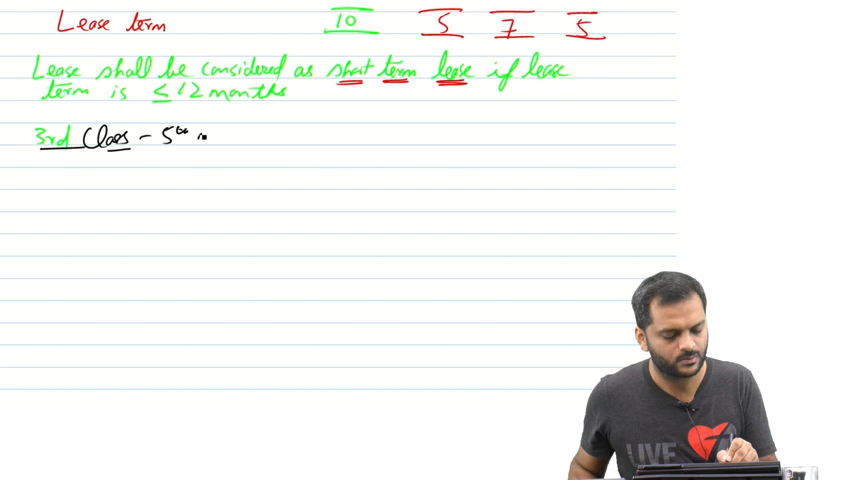 Lease term 10 5 7 5
Lease shall be considered as short term lease if lease
term is ≤ 12 months
3rd Class - 5th
LIVE